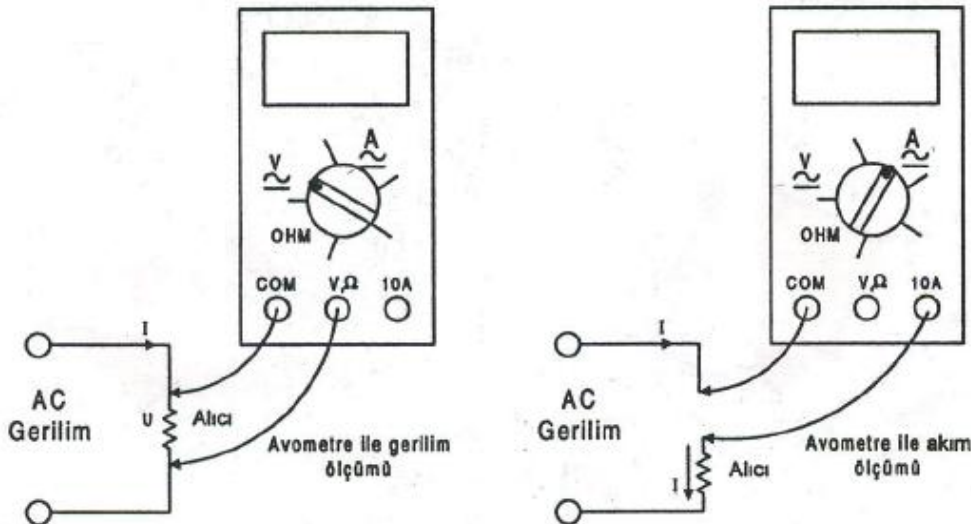 V
A
OHM
COM
V,Ω
10A
I
AC
Gerilim
U
Alıcı
Avometre ile gerilim
ölçümü
V
A
OHM
COM
V,Ω
10A
I
AC
Gerilim
I
Alıcı
Avometre ile akım
ölçümü